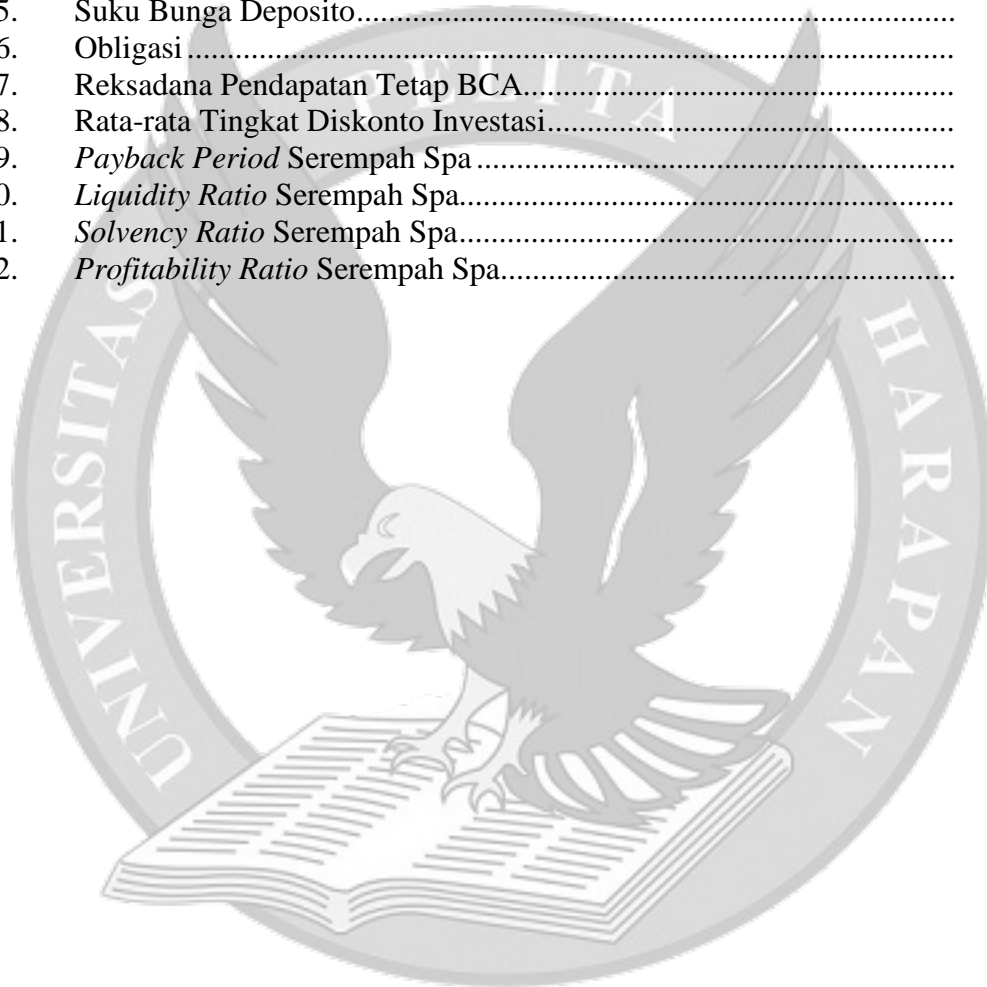 5. Suku Bunga Deposito
6. Obligasi
7. Reksadana Pendapatan Tetap BCA
8. Rata-rata Tingkat Diskonto Investasi
9. Payback Period Serempah Spa
0. Liquidity Ratio Serempah Spa
1. Solvency Ratio Serempah Spa
2. Profitability Ratio Serempah Spa
UNIVERSITAS PELITA HARAPAN